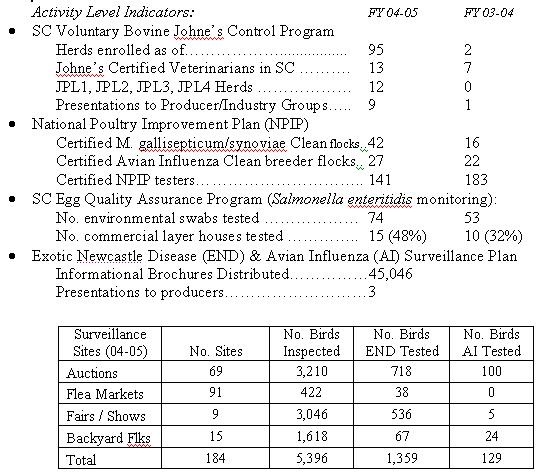 Activity Level Indicators: FY 04-05 FY 03-04
• SC Voluntary Bovine Johne's Control Program
Herds enrolled as of……………………………… 95 2
Johne's Certified Veterinarians in SC ………. 13 7
JPL1, JPL2, JPL3, JPL4 Herds ……………… 12 0
Presentations to Producer/Industry Groups….. 9 1
• National Poultry Improvement Plan (NPIP)
Certified M. gallisepticum/synoviae Clean flocks.. 42 16
Certified Avian Influenza Clean breeder flocks.. 27 22
Certified NPIP testers……………………………. 141 183
• SC Egg Quality Assurance Program (Salmonella enteritidis monitoring):
No. environmental swabs tested ………………. 74 53
No. commercial layer houses tested …………. 15 (48%) 10 (32%)
• Exotic Newcastle Disease (END) & Avian Influenza (AI) Surveillance Plan
Informational Brochures Distributed……………45,046
Presentations to producers……………………….3
Surveillance Sites (04-05) No. Sites No. Birds Inspected No. Birds END Tested No. Birds AI Tested
Auctions 69 3,210 718 100
Flea Markets 91 422 38 0
Fairs / Shows 9 3,046 536 5
Backyard Flks 15 1,618 67 24
Total 184 5,396 1,359 129